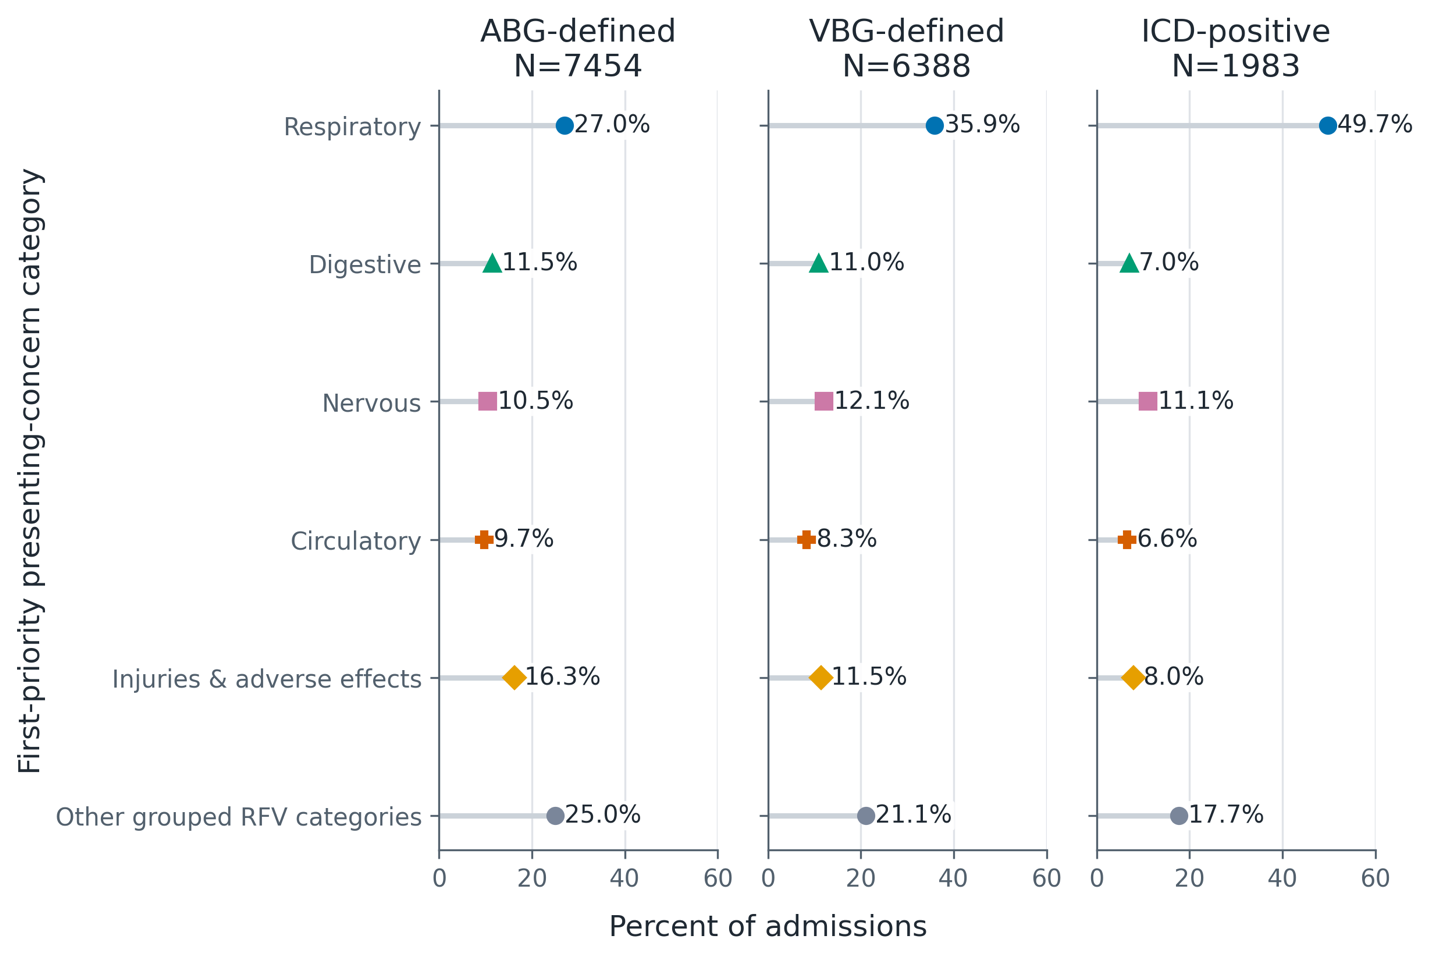 ABG-defined
N=7454
VBG-defined
N=6388
ICD-positive
N=1983
First-priority presenting-concern category
Respiratory
27.0%
35.9%
49.7%
Digestive
11.5%
11.0%
7.0%
Nervous
10.5%
12.1%
11.1%
Circulatory
9.7%
8.3%
6.6%
Injuries & adverse effects
16.3%
11.5%
8.0%
Other grouped RFV categories
25.0%
21.1%
17.7%
0 20 40 60
0 20 40 60
0 20 40 60
Percent of admissions